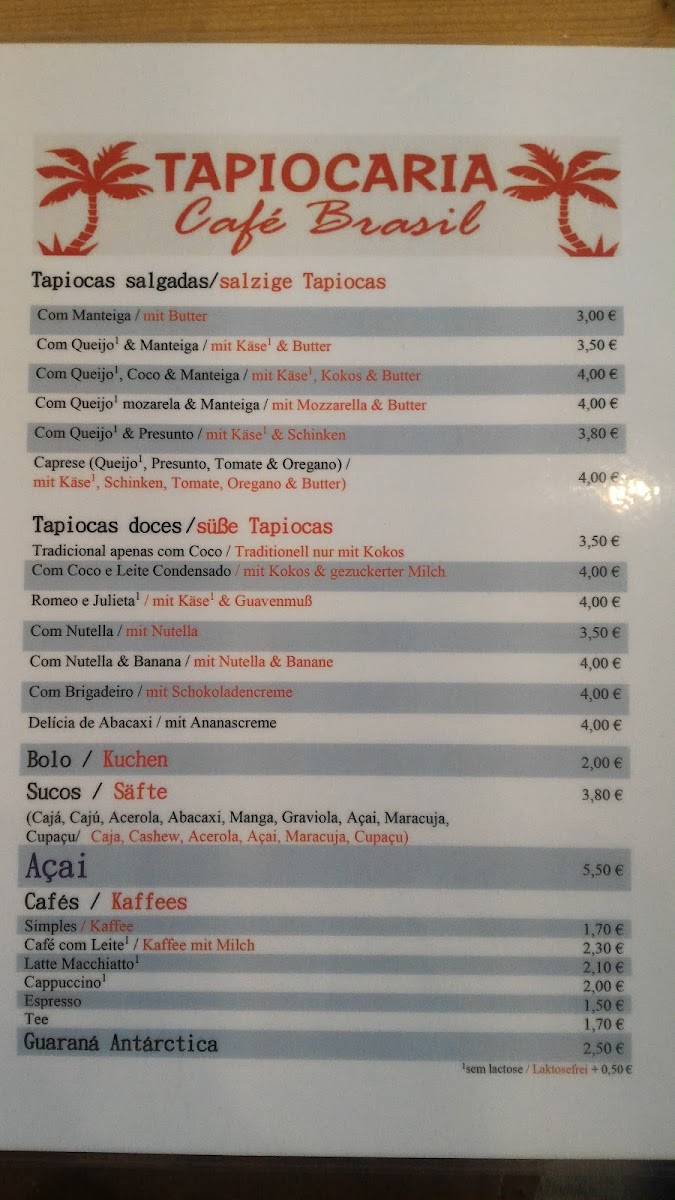 TAPIOCARIA
Café Brasil
Tapiocas salgadas/salzige Tapiocas
Com Manteiga / mit Butter 3,00 €
Com Queijo¹ & Manteiga / mit Käse¹ & Butter 3,50 €
Com Queijo¹, Coco & Manteiga / mit Käse¹, Kokos & Butter 4,00 €
Com Queijo¹ mozarela & Manteiga / mit Mozzarella & Butter 4,00 €
Com Queijo¹ & Presunto / mit Käse¹ & Schinken 3,80 €
Caprese (Queijo¹, Presunto, Tomate & Oregano) /
mit Käse¹, Schinken, Tomate, Oregano & Butter) 4,00 €
Tapiocas doces/süße Tapiocas
Tradicional apenas com Coco / Traditionell nur mit Kokos 3,50 €
Com Coco e Leite Condensado / mit Kokos & gezuckerter Milch 4,00 €
Romeo e Julieta¹ / mit Käse¹ & Guavenmuß 4,00 €
Com Nutella / mit Nutella 3,50 €
Com Nutella & Banana / mit Nutella & Banane 4,00 €
Com Brigadeiro / mit Schokoladencreme 4,00 €
Delícia de Abacaxi / mit Ananascreme 4,00 €
Bolo / Kuchen 2,00 €
Sucos / Säfte 3,80 €
(Cajá, Cajú, Acerola, Abacaxi, Manga, Graviola, Açai, Maracuja,
Cupaçu/ Caja, Cashew, Acerola, Açai, Maracuja, Cupaçu)
Açai 5,50 €
Cafés / Kaffees
Simples / Kaffee 1,70 €
Café com Leite¹ / Kaffee mit Milch 2,30 €
Latte Macchiatto¹ 2,10 €
Cappuccino¹ 2,00 €
Espresso 1,50 €
Tee 1,70 €
Guaraná Antárctica 2,50 €
¹sem lactose / Laktosefrei + 0,50 €